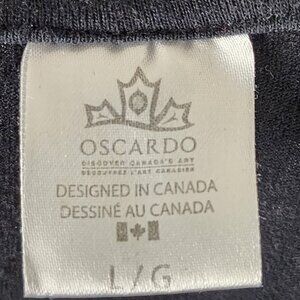 OSCARDO
DISCOVER CANADA'S ART
DÉCOUVREZ L'ART CANADIEN
DESIGNED IN CANADA
DESSINÉ AU CANADA
L/G